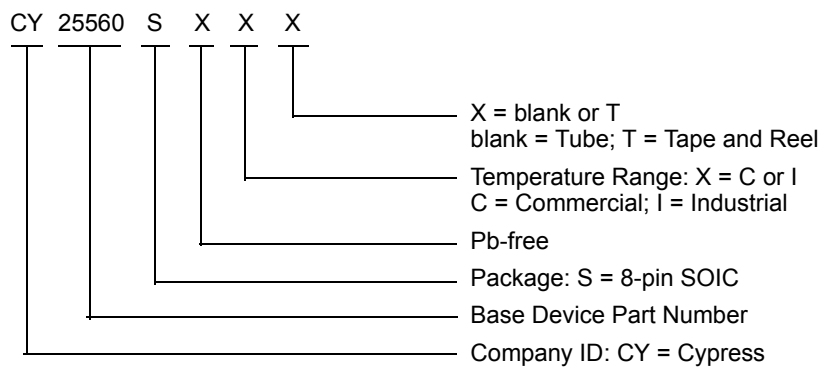 CY 25560 S X X X
X = blank or T
blank = Tube; T = Tape and Reel
Temperature Range: X = C or I
C = Commercial; I = Industrial
Pb-free
Package: S = 8-pin SOIC
Base Device Part Number
Company ID: CY = Cypress